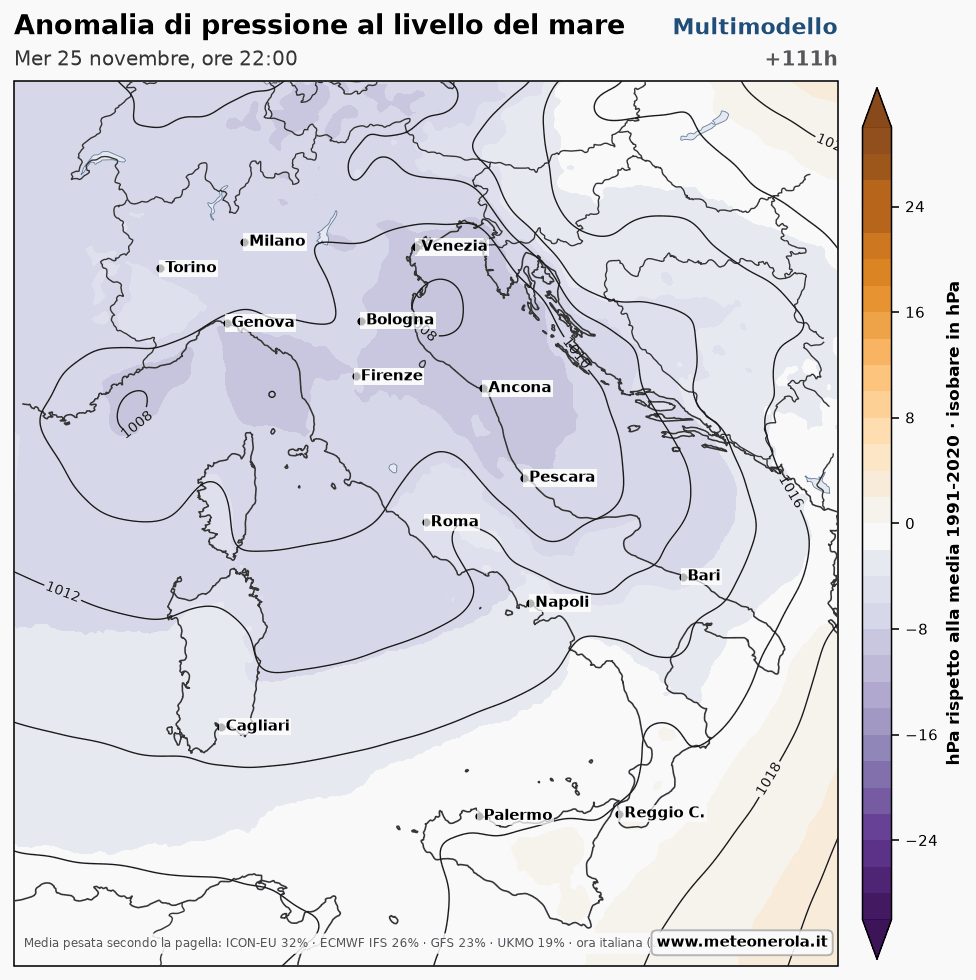 Anomalia di pressione al livello del mare
Multimodello
Mer 25 novembre, ore 22:00
+111h
Milano
Venezia
Torino
Genova
Bologna
Firenze
Ancona
1008
1010
Pescara
1016
Roma
1012
Bari
Napoli
Cagliari
1018
Palermo
Reggio C.
24
16
8
0
−8
−16
−24
hPa rispetto alla media 1991-2020 · isobare in hPa
Media pesata secondo la pagella: ICON-EU 32% · ECMWF IFS 26% · GFS 23% · UKMO 19% · ora italiana (
www.meteonerola.it